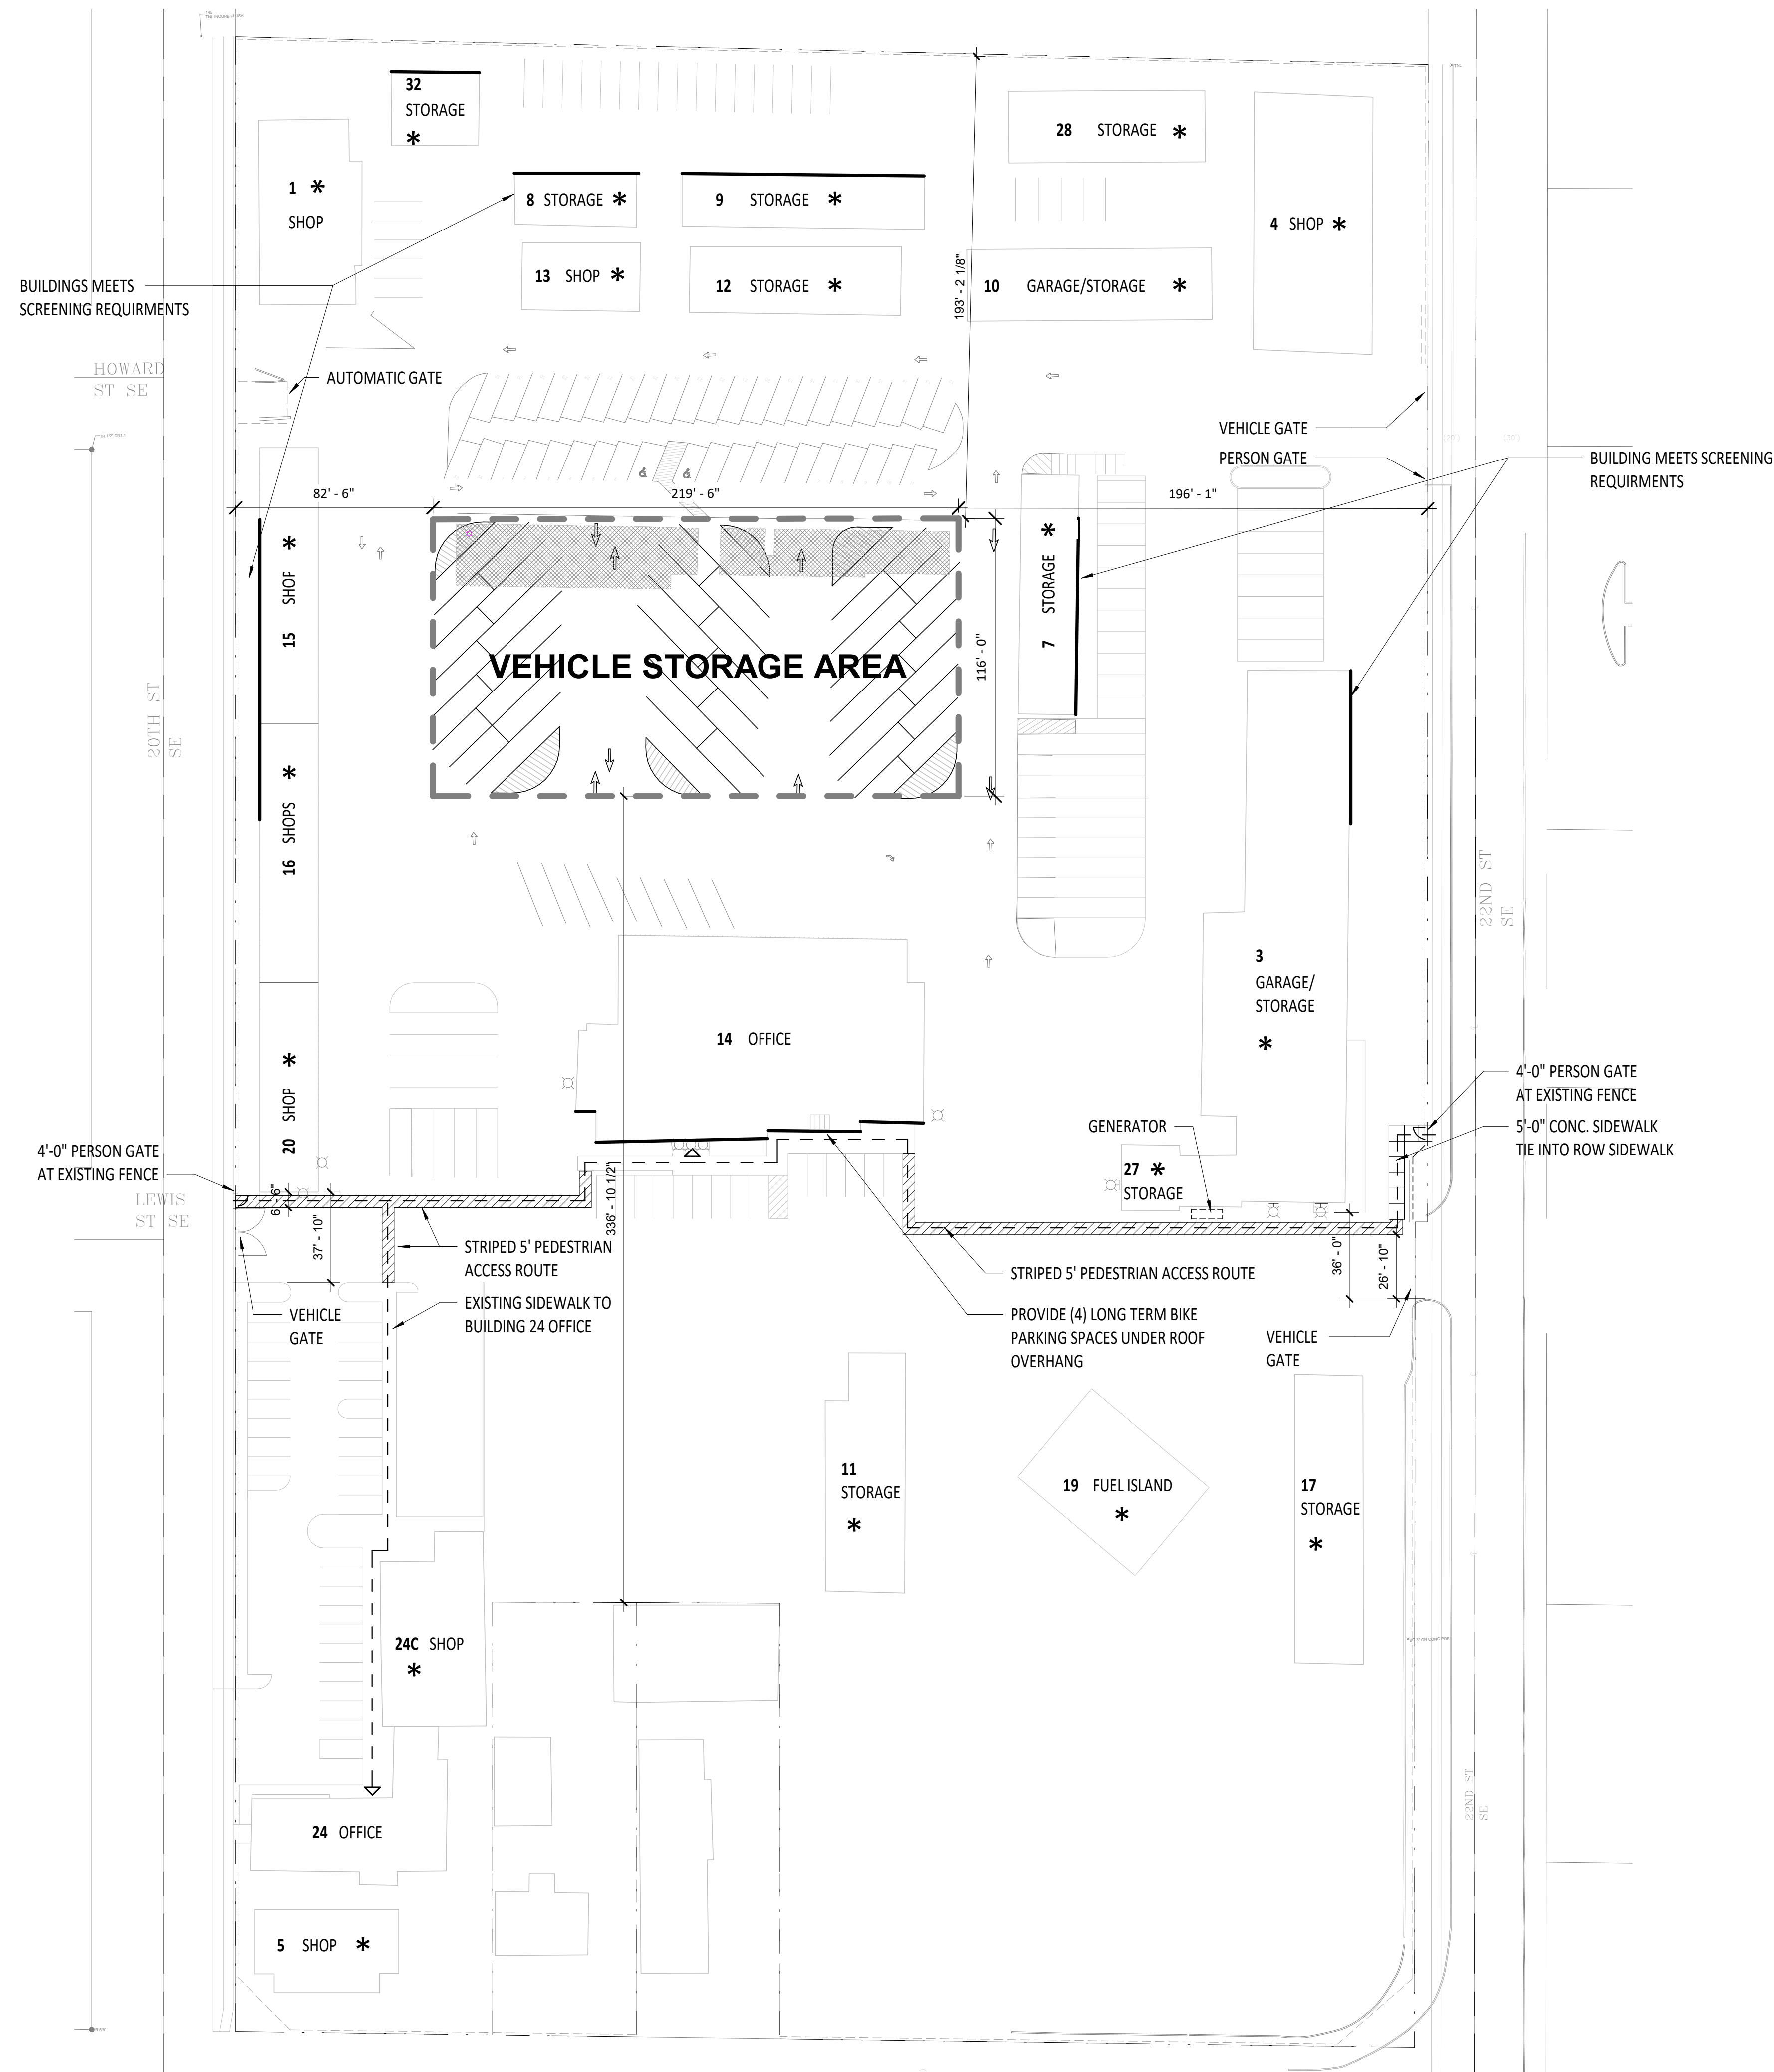 32
STORAGE
*
28 STORAGE *
1 *
SHOP
8 STORAGE *
9 STORAGE *
4 SHOP *
13 SHOP *
12 STORAGE *
10 GARAGE/STORAGE *
193' - 2 1/8"
BUILDINGS MEETS
SCREENING REQUIRMENTS
HOWARD
ST SE
AUTOMATIC GATE
VEHICLE GATE
PERSON GATE
BUILDING MEETS SCREENING
REQUIRMENTS
82' - 6"
219' - 6"
196' - 1"
15 SHOP *
7 STORAGE *
116' - 0"
VEHICLE STORAGE AREA
20TH ST
SE
16 SHOPS *
22ND ST
SE
3
GARAGE/
STORAGE
*
14 OFFICE
20 SHOP *
4'-0" PERSON GATE
AT EXISTING FENCE
5'-0" CONC. SIDEWALK
TIE INTO ROW SIDEWALK
GENERATOR
4'-0" PERSON GATE
AT EXISTING FENCE
27 *
STORAGE
LEWIS
ST SE
6' - 6"
37' - 10"
336' - 10 1/2"
36' - 0"
26' - 10"
STRIPED 5' PEDESTRIAN
ACCESS ROUTE
STRIPED 5' PEDESTRIAN ACCESS ROUTE
EXISTING SIDEWALK TO
BUILDING 24 OFFICE
VEHICLE
GATE
PROVIDE (4) LONG TERM BIKE
PARKING SPACES UNDER ROOF
OVERHANG
VEHICLE
GATE
11
STORAGE
*
19 FUEL ISLAND
*
17
STORAGE
*
24C SHOP
*
22ND ST
SE
24 OFFICE
5 SHOP *